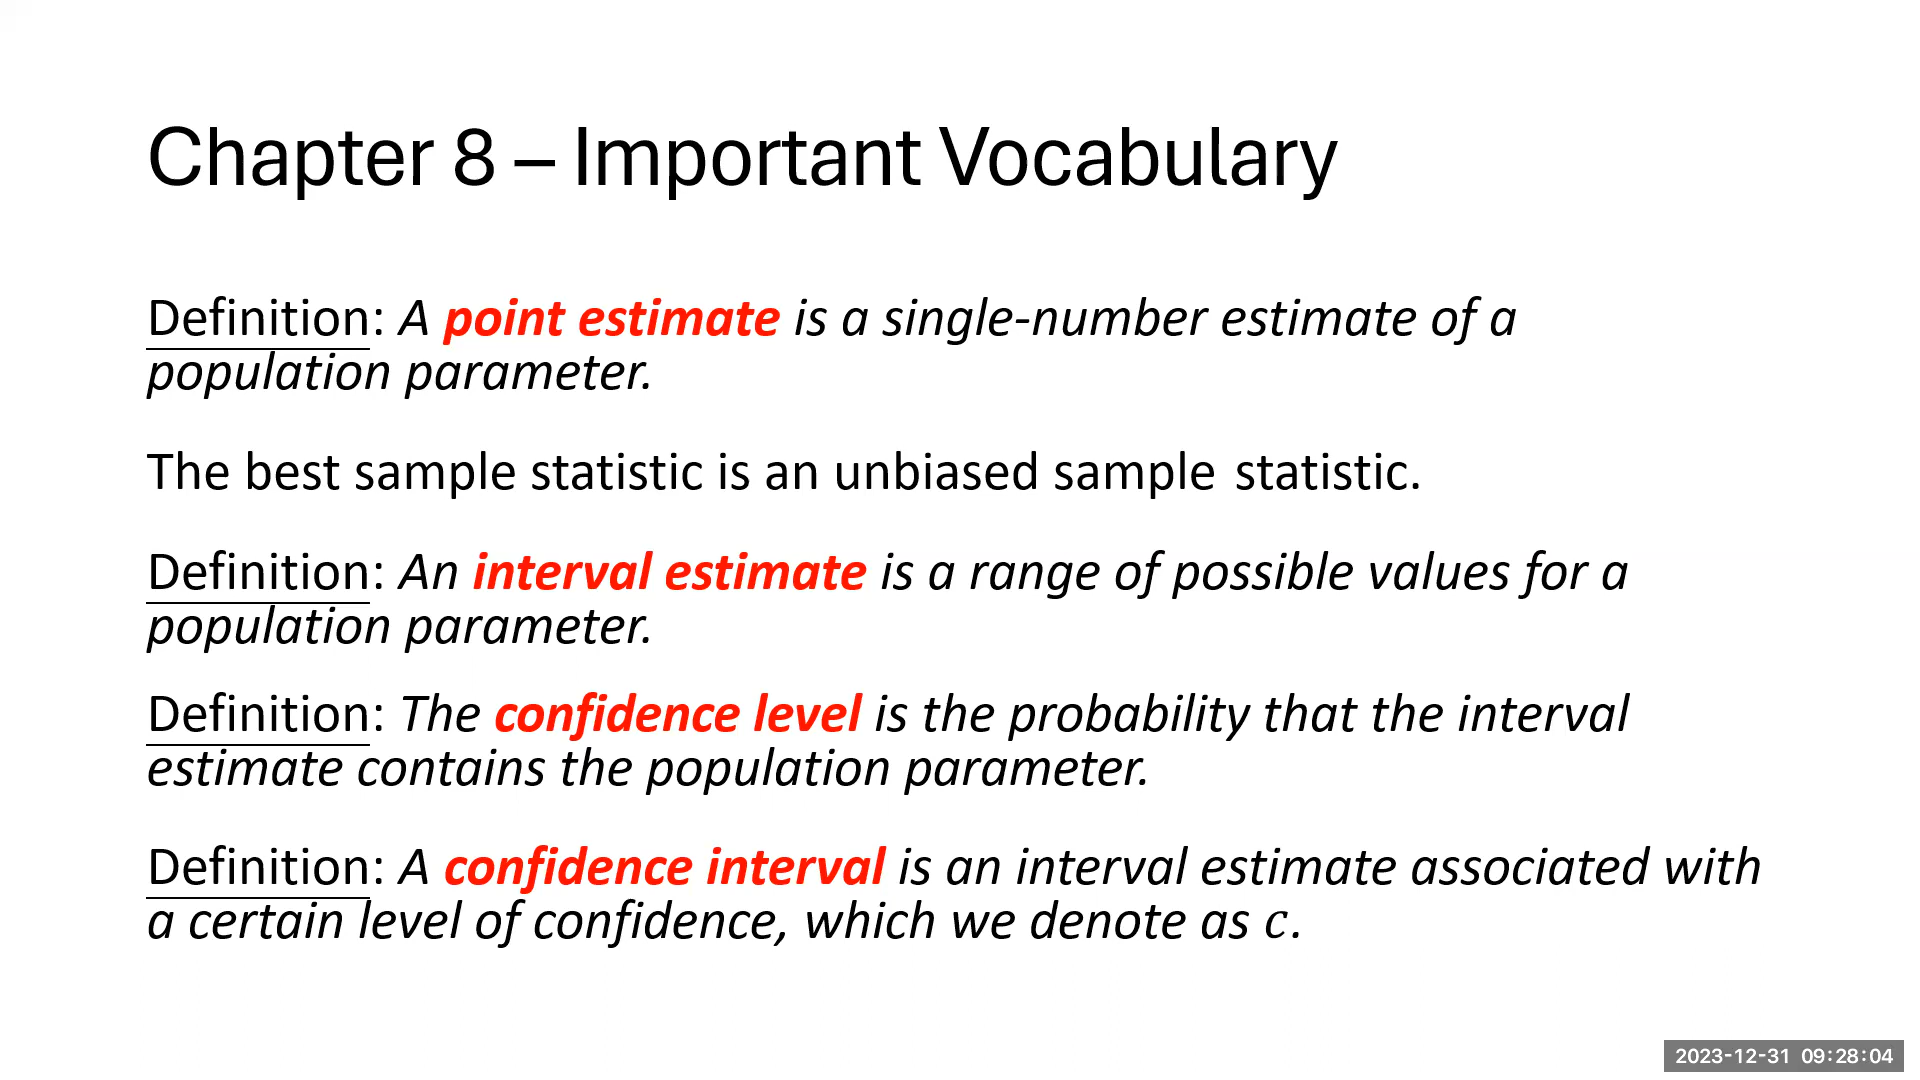 Chapter 8 – Important Vocabulary
Definition: A point estimate is a single-number estimate of a
population parameter.
The best sample statistic is an unbiased sample statistic.
Definition: An interval estimate is a range of possible values for a
population parameter.
Definition: The confidence level is the probability that the interval
estimate contains the population parameter.
Definition: A confidence interval is an interval estimate associated with
a certain level of confidence, which we denote as c.
2023-12-31 09:28:04